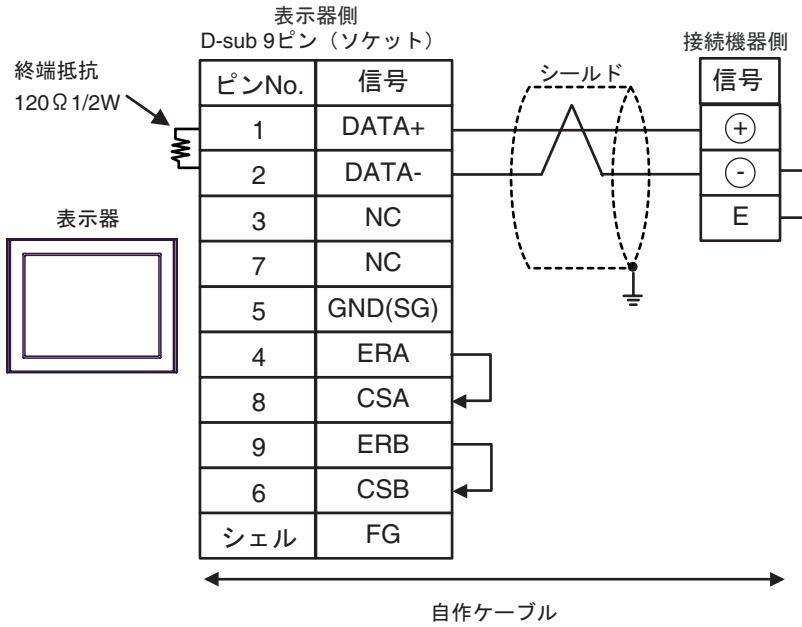 表示器側
D-sub 9ピン（ソケット）
接続機器側
終端抵抗
120Ω 1/2W
シールド
ピンNo. 信号
信号
1 DATA+
+
2 DATA-
-
3 NC
E
7 NC
5 GND(SG)
4 ERA
8 CSA
9 ERB
6 CSB
シェル FG
表示器
自作ケーブル